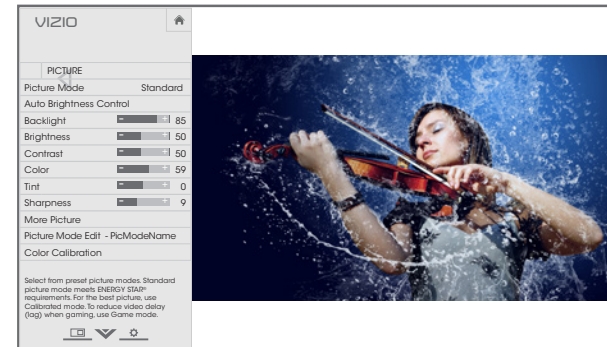 VIZIO
PICTURE
Picture Mode Standard
Auto Brightness Control
Backlight 85
Brightness 50
Contrast 50
Color 59
Tint 0
Sharpness 9
More Picture
Picture Mode Edit - PicModeName
Color Calibration
Select from preset picture modes. Standard
picture mode meets ENERGY STAR®
requirements. For the best picture, use
Calibrated mode. To reduce video delay
(lag) when gaming, use Game mode.